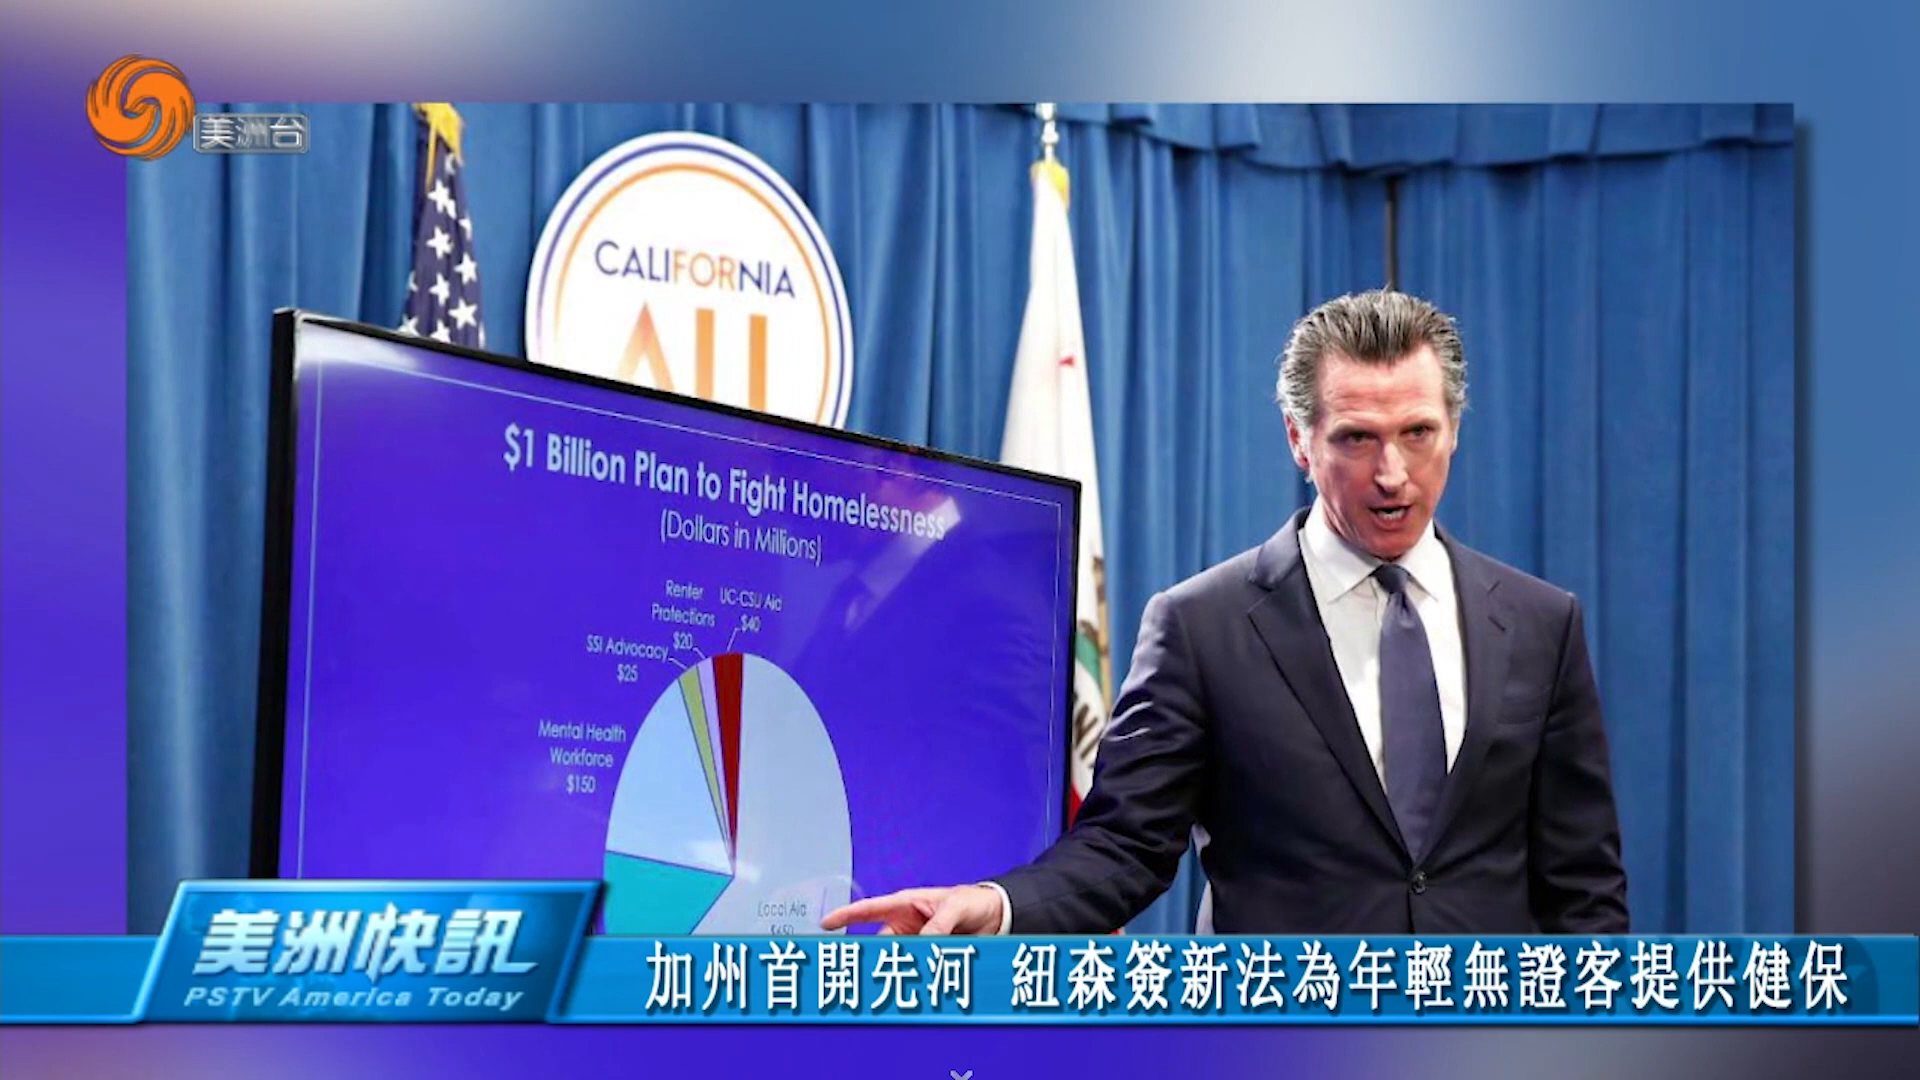 美洲台
CALIFORNIA
ALL
$1 Billion Plan to Fight Homelessness
(Dollars in Millions)
Renter
Protections
$20
UC-CSU Aid
$40
SSI Advocacy
$25
Mental Health
Workforce
$150
Local Aid
$650
美洲快訊
PSTV America Today
加州首開先河 紐森簽新法為年輕無證客提供健保